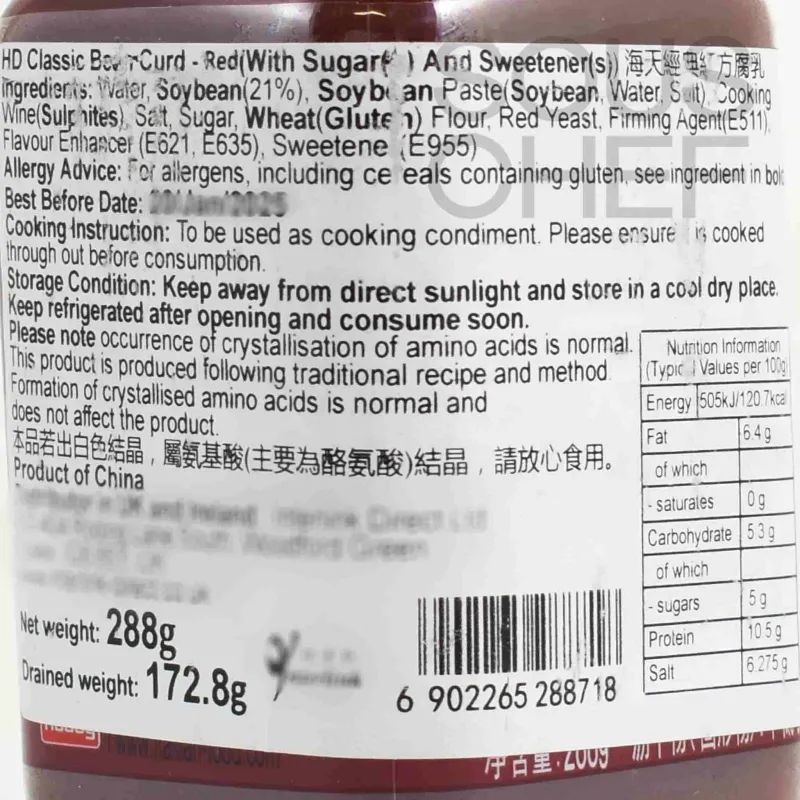 HD Classic Curd - Red(With Sugar(s) And Sweetener(s)) 海天經典紅方腐乳
Ingredients: Water, Soybean(21%), Soybean Paste(Soybean, Water, Salt), Cooking
Wine(Sulphites), Salt, Sugar, Wheat(Gluten) Flour, Red Yeast, Firming Agent(E511),
Flavour Enhancer (E621, E635), Sweetene (E955)
Allergy Advice: For allergens, including cereals containing gluten, see ingredient in bold
Best Before Date:
Cooking Instruction: To be used as cooking condiment. Please ensure is cooked
through out before consumption.
Storage Condition: Keep away from direct sunlight and store in a cool dry place.
Keep refrigerated after opening and consume soon.
Please note occurrence of crystallisation of amino acids is normal.
This product is produced following traditional recipe and method.
Formation of crystallised amino acids is normal and
does not affect the product.
本品若出白色結晶，屬氨基酸(主要為酪氨酸)結晶，請放心食用。
Product of China
Net weight: 288g
Drained weight: 172.8g
6 902265 288718
Nutrition Information
(Typical Values per 100g)
Energy 505kJ/120.7kcal
Fat 6.4g
of which
- saturates 0g
Carbohydrate 53g
of which
- sugars 5g
Protein 10.5g
Salt 6.275g
SOUS
CHEF
净含量:200g